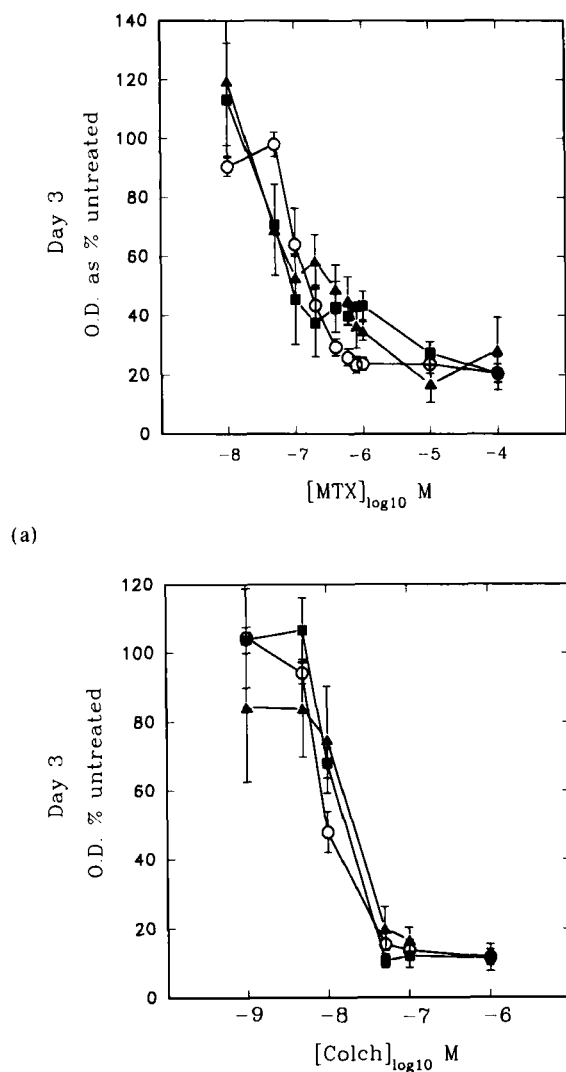 140
120
100
80
60
40
20
0
Day 3
O.D. as % untreated
-8 -7 -6 -5 -4
[MTX]log10 M
(a)
120
100
80
60
40
20
0
Day 3
O.D. % untreated
-9 -8 -7 -6
[Colch]log10 M